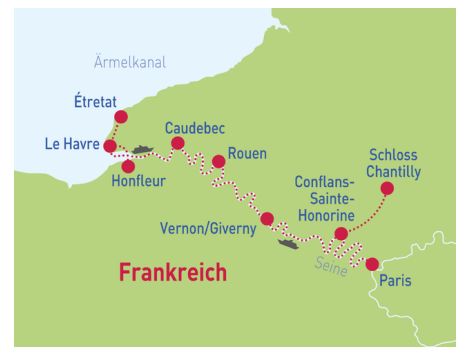 Ärmelkanal
Étretat
Caudebec
Le Havre
Rouen
Schloss
Chantilly
Honfleur
Conflans-
Sainte-
Honorine
Vernon/Giverny
Seine
Frankreich
Paris